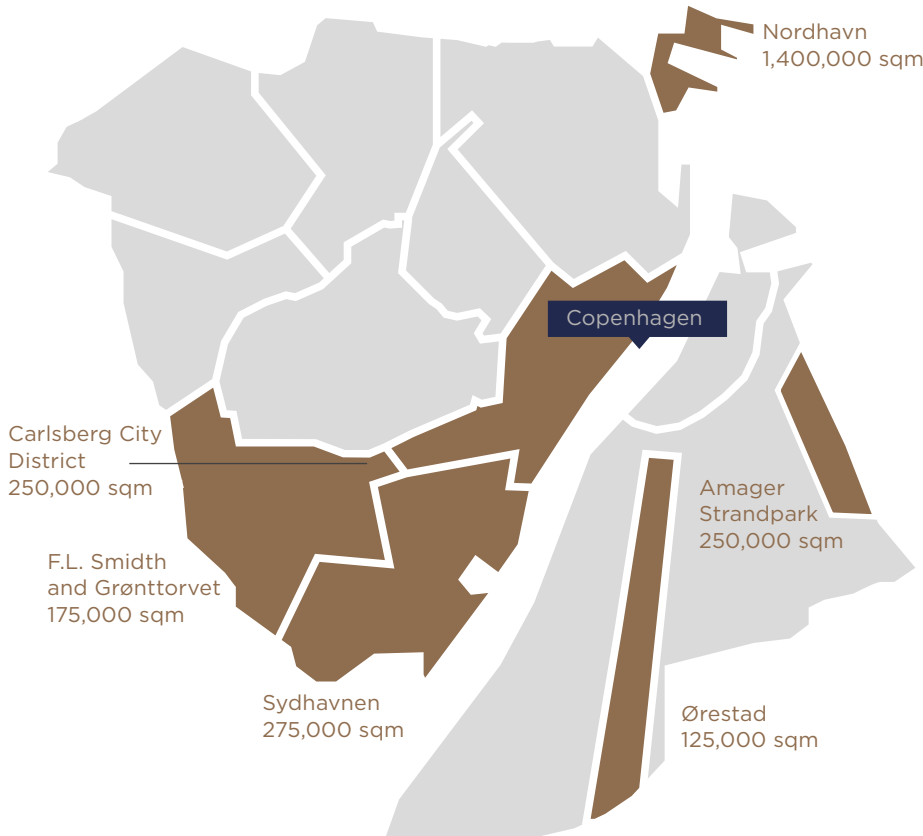 Nordhavn
1,400,000 sqm
Copenhagen
Carlsberg City
District
250,000 sqm
Amager
Strandpark
250,000 sqm
F.L. Smidth
and Grønttorvet
175,000 sqm
Sydhavnen
275,000 sqm
Ørestad
125,000 sqm